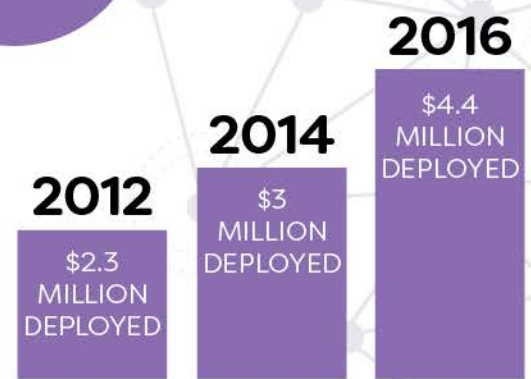 2012
$2.3
MILLION
DEPLOYED
2014
$3
MILLION
DEPLOYED
2016
$4.4
MILLION
DEPLOYED